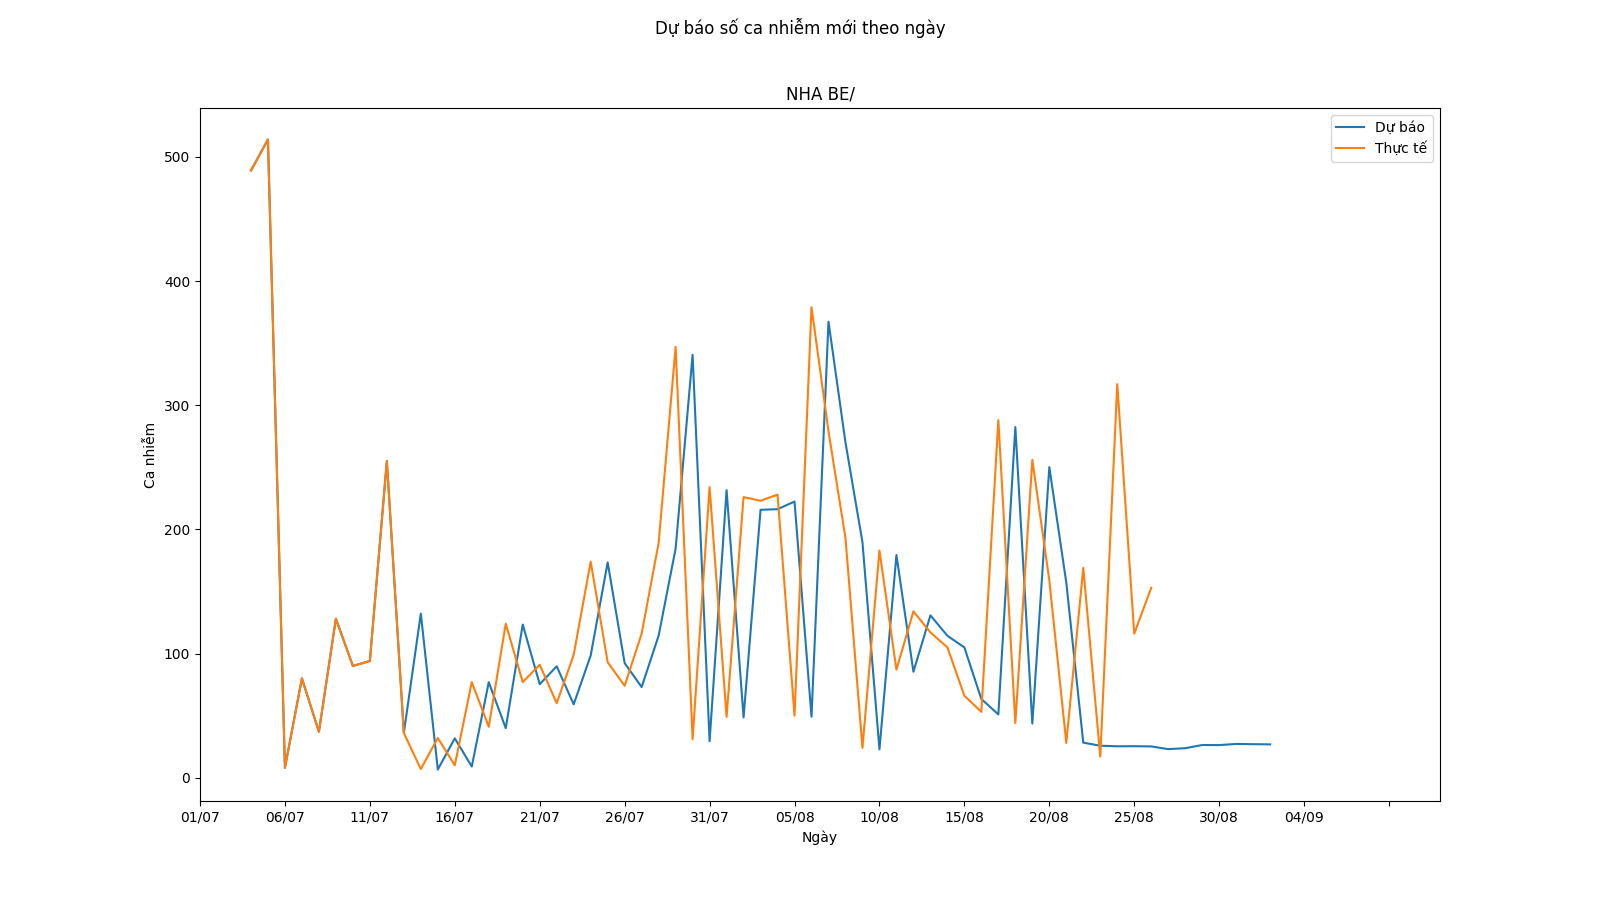 Dự báo số ca nhiễm mới theo ngày
NHA BE/
Dự báo
Thực tế
500
400
300
200
100
0
Ca nhiễm
01/07 06/07 11/07 16/07 21/07 26/07 31/07 05/08 10/08 15/08 20/08 25/08 30/08 04/09
Ngày